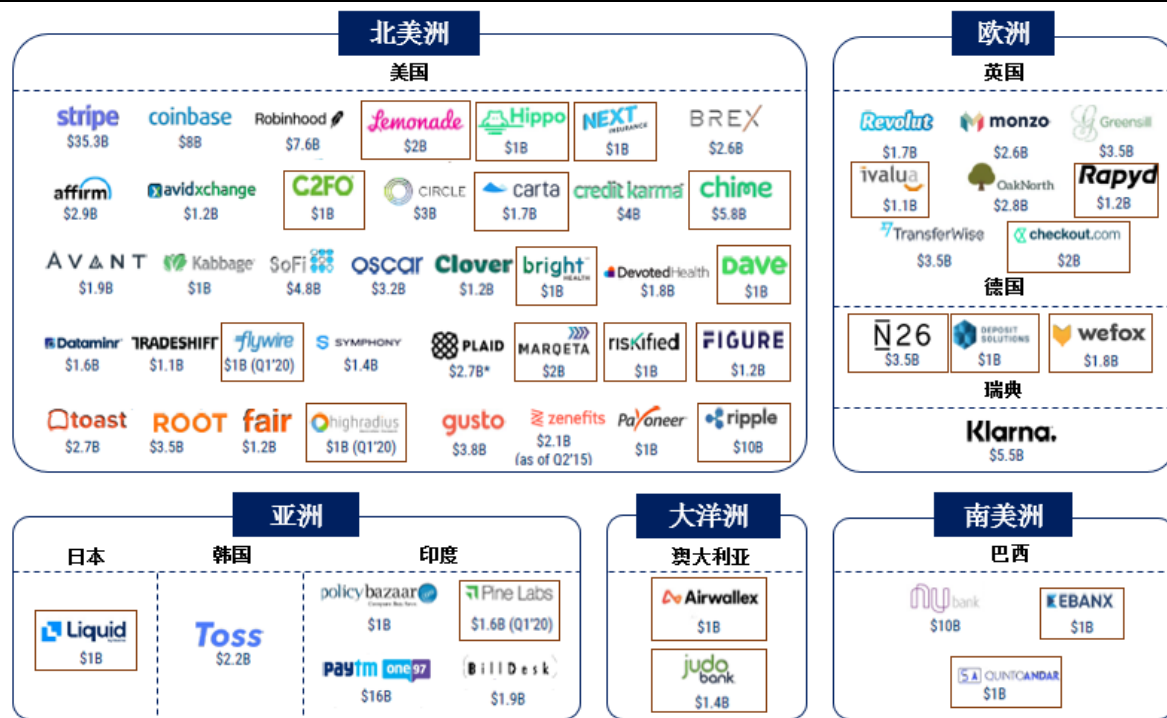 北美洲
美国
stripe coinbase Robinhood Lemonade Hippo NEXT INSURANCE BREX
$35.3B $8B $7.6B $2B $1B $1B $2.6B
affirm avidxchange C2FO CIRCLE carta credit karma chime
$2.9B $1.2B $1B $3B $1.7B $4B $5.8B
AVANT Kabbage SoFi oscar Clover bright HEALTH DevotedHealth Dave
$1.9B $1B $4.8B $3.2B $1.2B $1B $1.8B $1B
Dataminr TRADESHIFT flywire SYMPHONY PLAID MARQETA riskified FIGURE
$1.6B $1.1B $1B (Q1'20) $1.4B $2.7B* $2B $1B $1.2B
toast ROOT fair highradius gusto zenefits Payoneer ripple
$2.7B $3.5B $1.2B $1B (Q1'20) $3.8B $2.1B $1B $10B
(as of Q2'15)
欧洲
英国
Revolut monzo Greensill
$1.7B $2.6B $3.5B
ivalua OakNorth Rapyd
$1.1B $2.8B $1.2B
TransferWise checkout.com
$3.5B $2B
德国
N26 DEPOSIT SOLUTIONS wefox
$3.5B $1B $1.8B
瑞典
Klarna.
$5.5B
亚洲
日本 韩国 印度
policybazaar Pine Labs
Compare Buy Save
$1B $1.6B (Q1'20)
Liquid Toss
$1B $2.2B
paytm one97 BillDesk
$16B $1.9B
大洋洲
澳大利亚
Airwallex
$1B
judo bank
$1.4B
南美洲
巴西
nu bank EBANX
$10B $1B
QUINTOANDAR
$1B